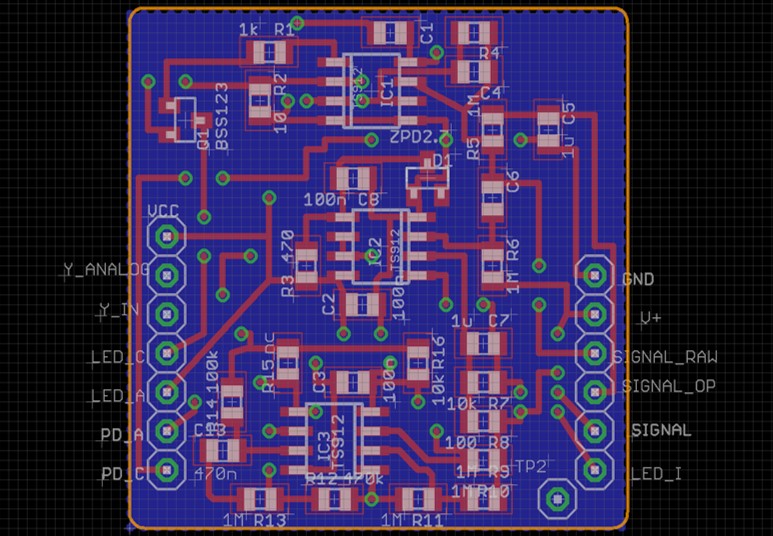 1k R1
C1
R4
R2
10
TS912
IC1
1M
C4
C5
1u
Q1
BSS123
ZPD2.
R5
D1
100n C8
C6
VCC
Y_ANALOG
470
R3
IC2
TS912
R6
1M
GND
Y_IN
C2
100n
V+
1u C7
LED_C
R15
nc
R16
10k
SIGNAL_RAW
LED_A
R14
100k
C3
100n
10k R7
SIGNAL_OP
PD_A
IC3
TS912
100 R8
SIGNAL
PD_C
470n
R12
470k
1M R9
TP2
LED_I
1M R13
1M R11
1M R10